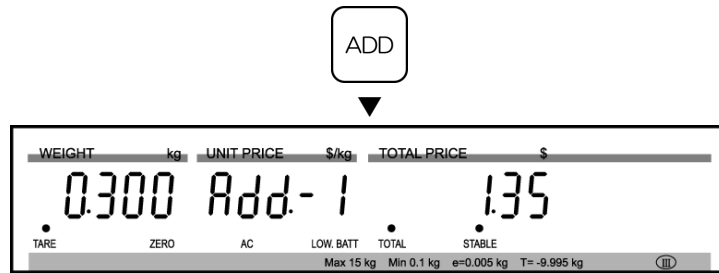 ADD
WEIGHT kg UNIT PRICE $/kg TOTAL PRICE $
0.300 Add.- 1 1.35
TARE ZERO AC LOW. BATT TOTAL STABLE
Max 15 kg Min 0.1 kg e=0.005 kg T= -9.995 kg III